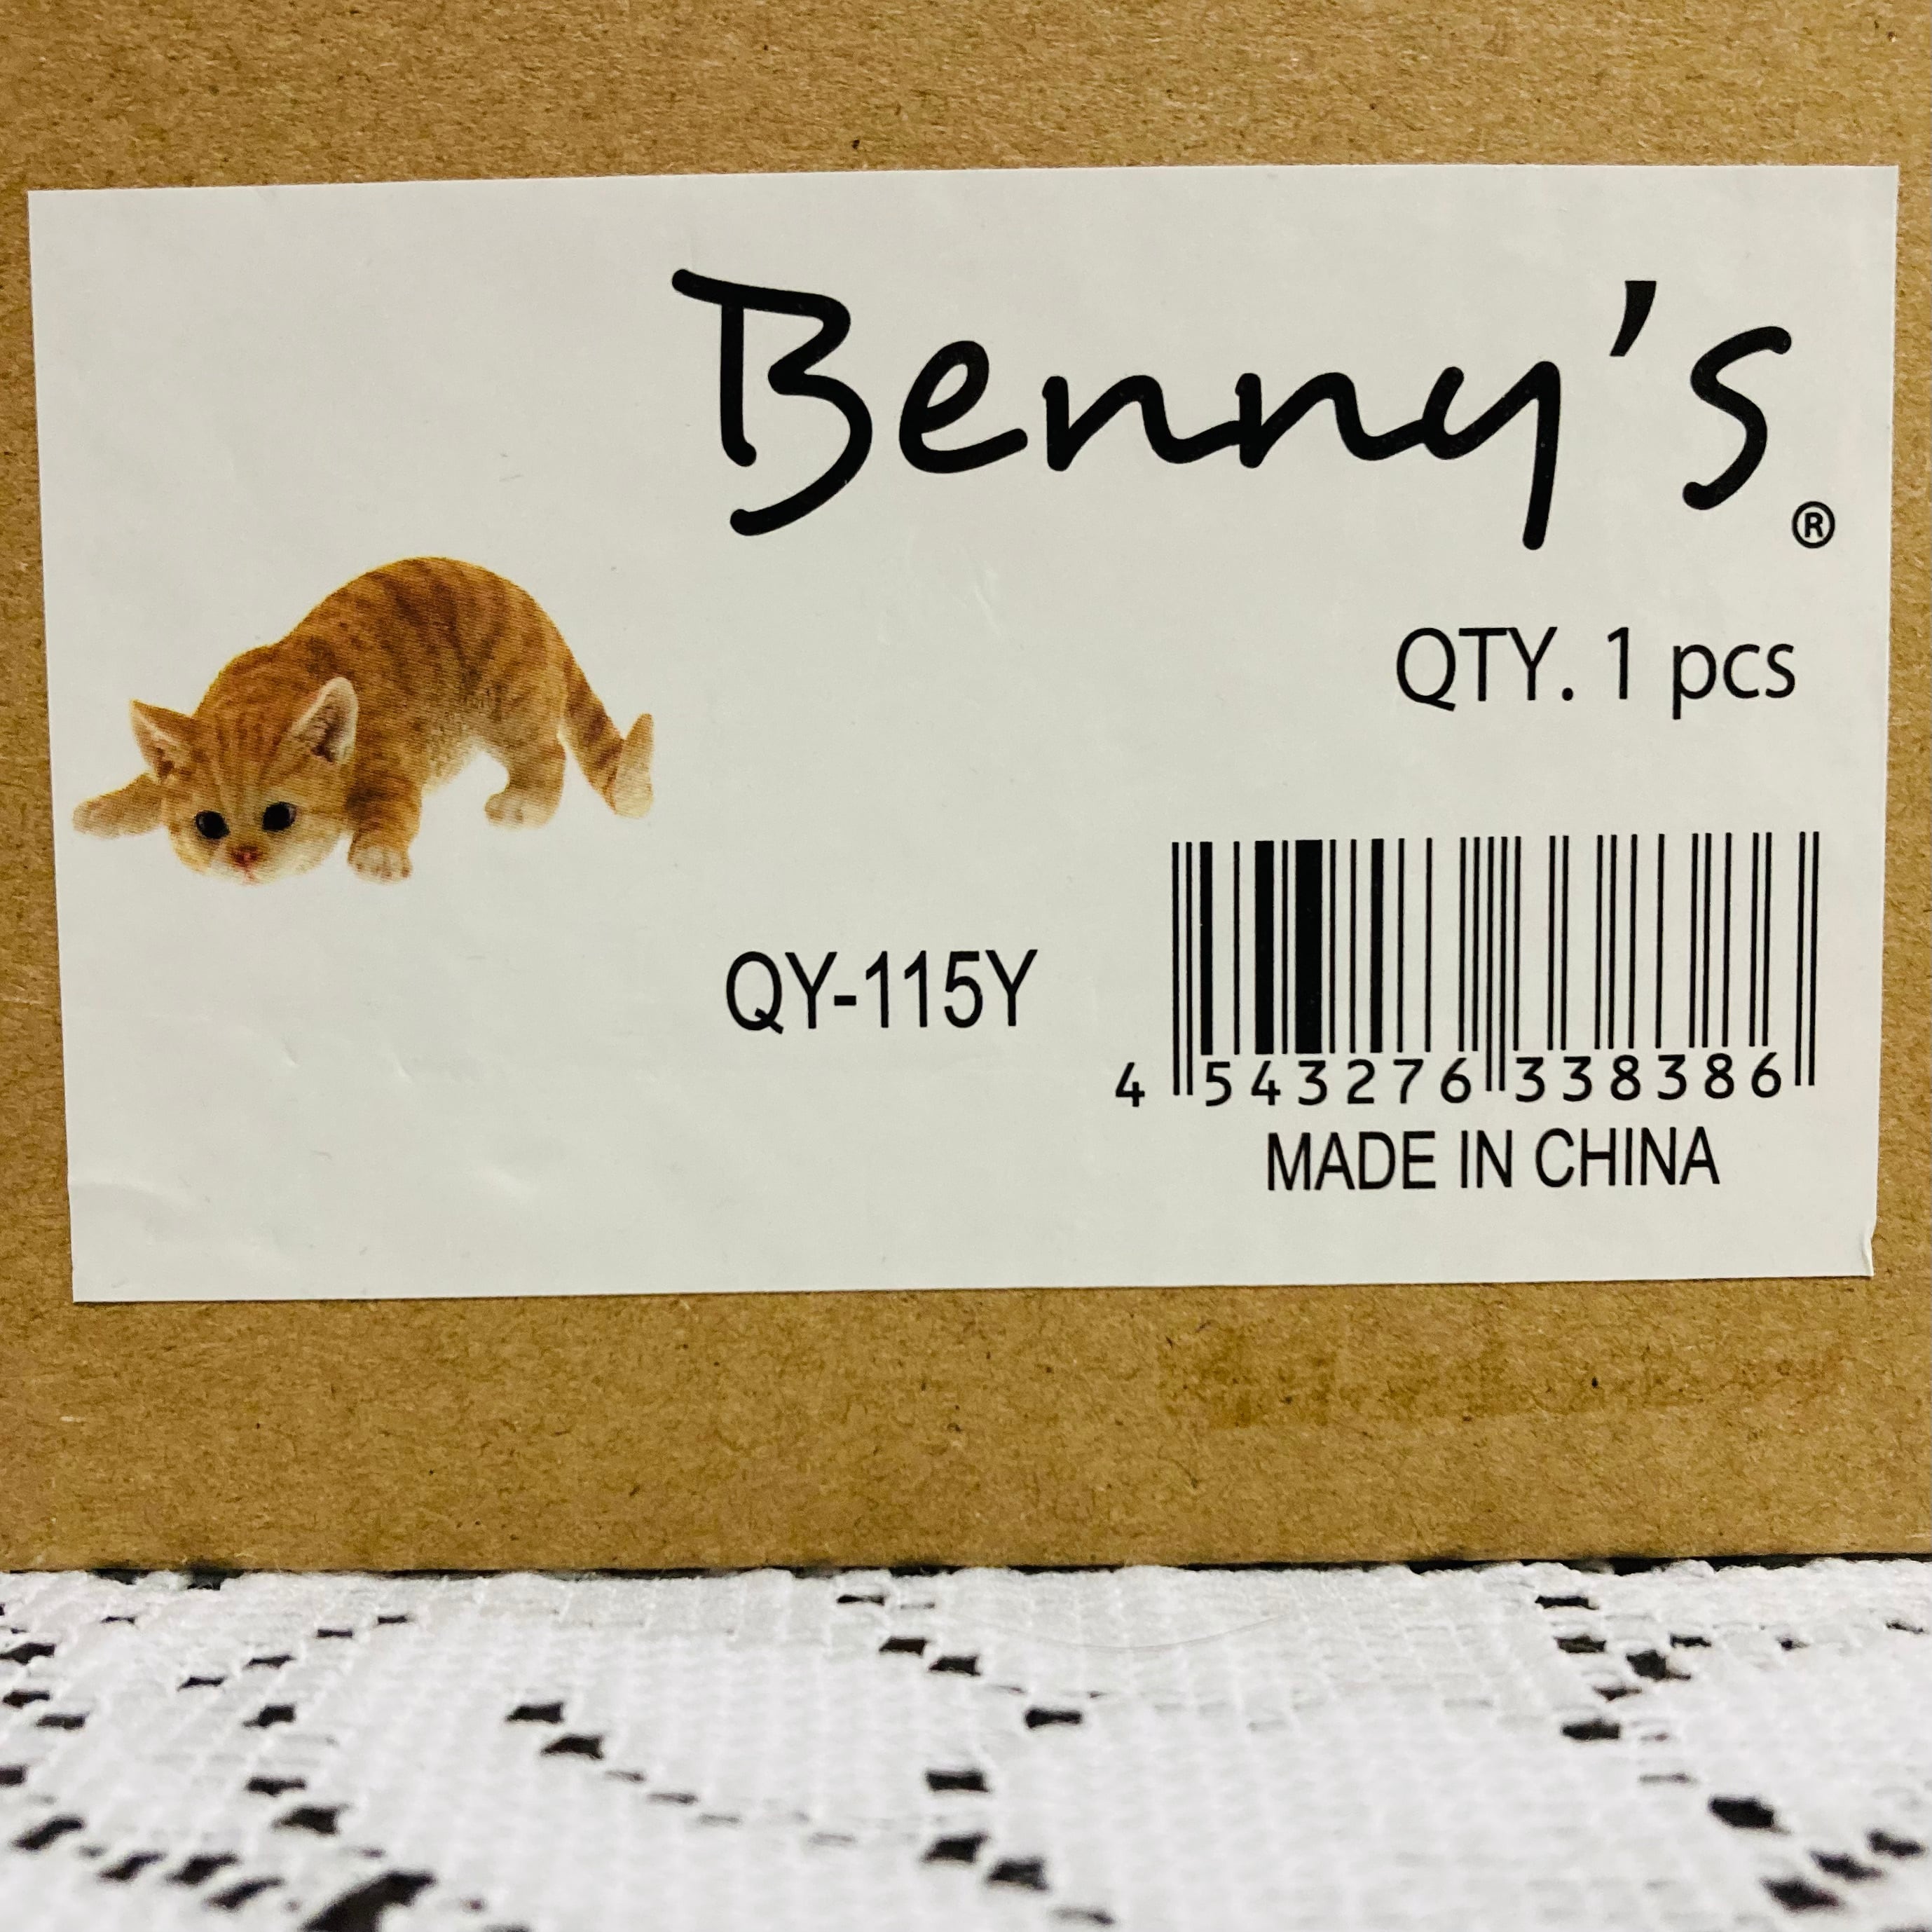 Benny's®
QTY. 1 pcs
QY-115Y
4 543276 338386
MADE IN CHINA